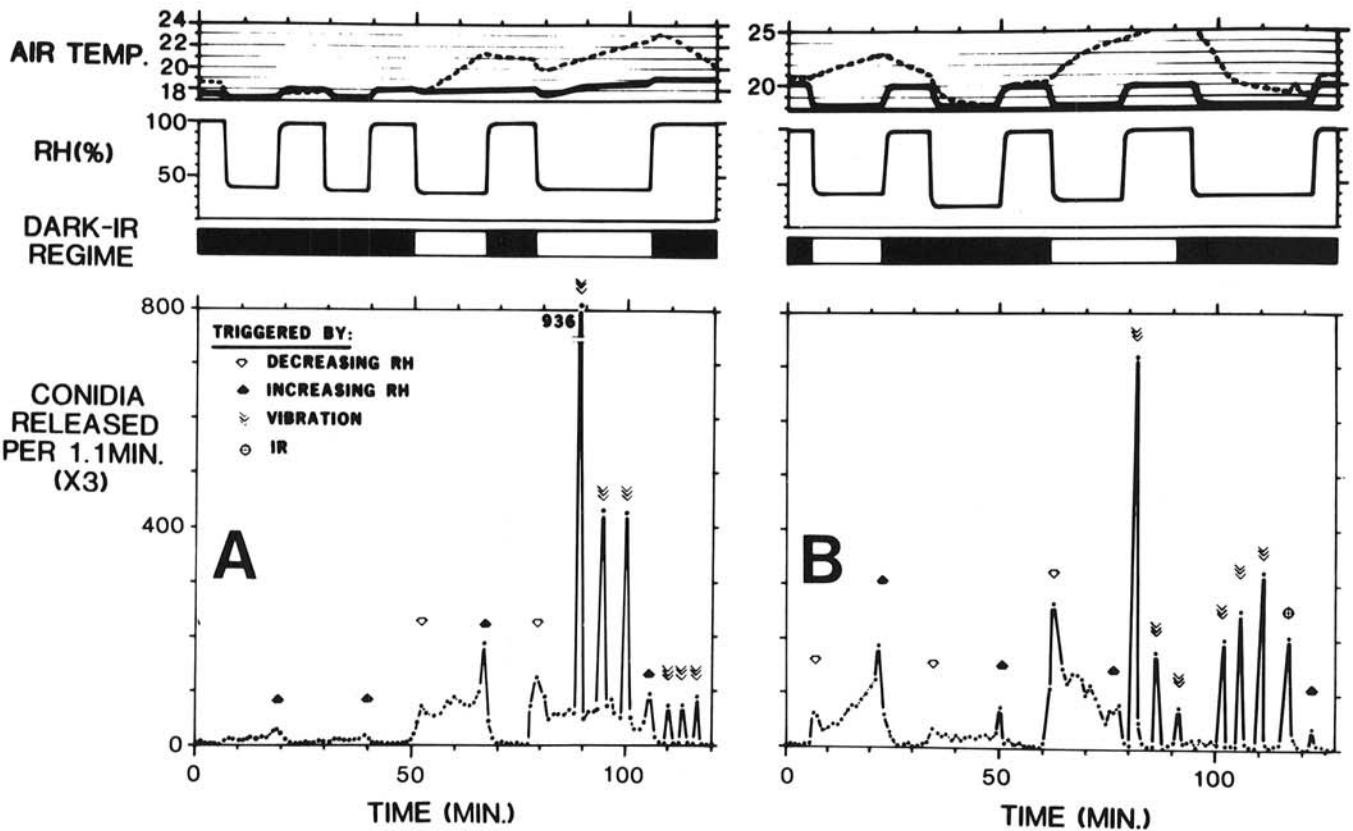 24
22
20
18
AIR TEMP.
25
20
100
50
RH(%)
DARK-IR
REGIME
800
400
0
CONIDIA
RELEASED
PER 1.1MIN.
(X3)
936
TRIGGERED BY:
DECREASING RH
INCREASING RH
VIBRATION
IR
A
B
0 50 100
TIME (MIN.)
0 50 100
TIME (MIN.)